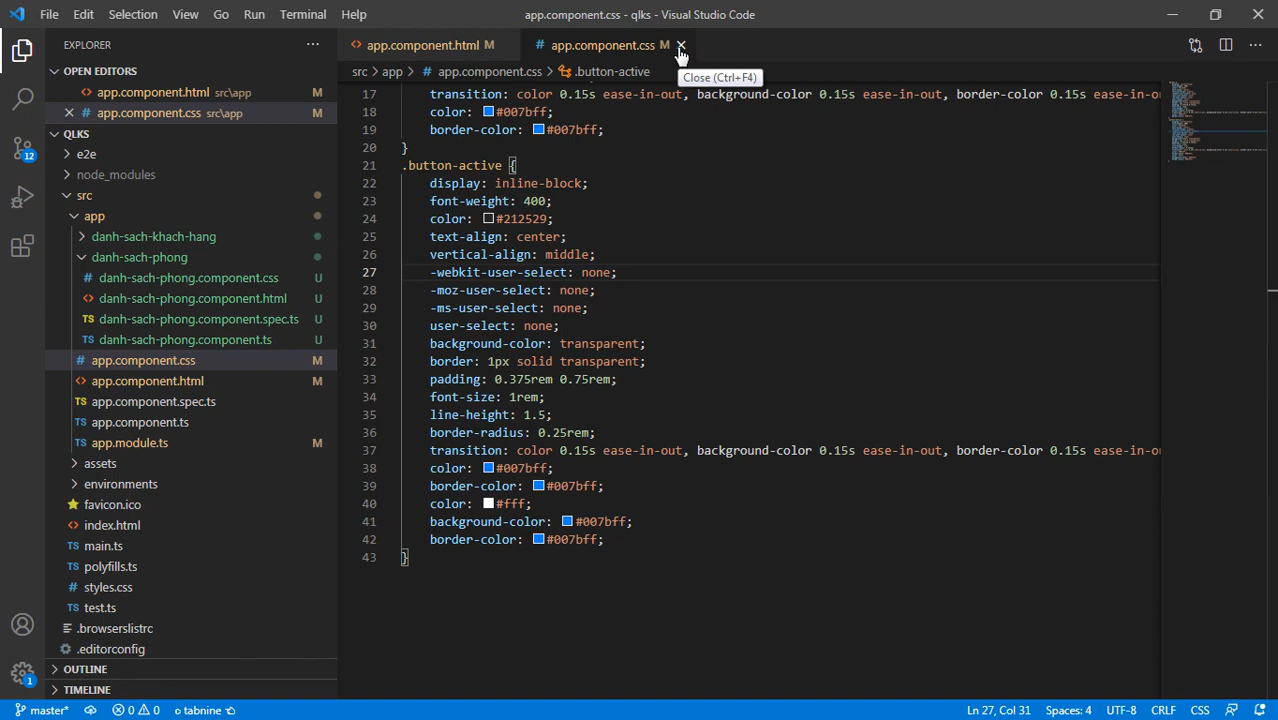 File Edit Selection View Go Run Terminal Help
app.component.css - qlks - Visual Studio Code
EXPLORER
OPEN EDITORS
app.component.html src\app M
app.component.css src\app M
QLKS
e2e
node_modules
src
app
danh-sach-khach-hang
danh-sach-phong
danh-sach-phong.component.css U
danh-sach-phong.component.html U
danh-sach-phong.component.spec.ts U
TS danh-sach-phong.component.ts U
app.component.css M
app.component.html M
TS app.component.spec.ts
TS app.component.ts
TS app.module.ts M
assets
environments
favicon.ico
index.html
TS main.ts
TS polyfills.ts
styles.css
TS test.ts
.browserslistrc
.editorconfig
OUTLINE
TIMELINE
12
1
app.component.html M
# app.component.css M
Close (Ctrl+F4)
src > app > # app.component.css > .button-active
17 transition: color 0.15s ease-in-out, background-color 0.15s ease-in-out, border-color 0.15s ease-in-ou
18 color: #007bff;
19 border-color: #007bff;
20 }
21 .button-active {
22 display: inline-block;
23 font-weight: 400;
24 color: #212529;
25 text-align: center;
26 vertical-align: middle;
27 -webkit-user-select: none;
28 -moz-user-select: none;
29 -ms-user-select: none;
30 user-select: none;
31 background-color: transparent;
32 border: 1px solid transparent;
33 padding: 0.375rem 0.75rem;
34 font-size: 1rem;
35 line-height: 1.5;
36 border-radius: 0.25rem;
37 transition: color 0.15s ease-in-out, background-color 0.15s ease-in-out, border-color 0.15s ease-in-ou
38 color: #007bff;
39 border-color: #007bff;
40 color: #fff;
41 background-color: #007bff;
42 border-color: #007bff;
43 }
master* 0 0 tabnine Ln 27, Col 31 Spaces: 4 UTF-8 CRLF CSS